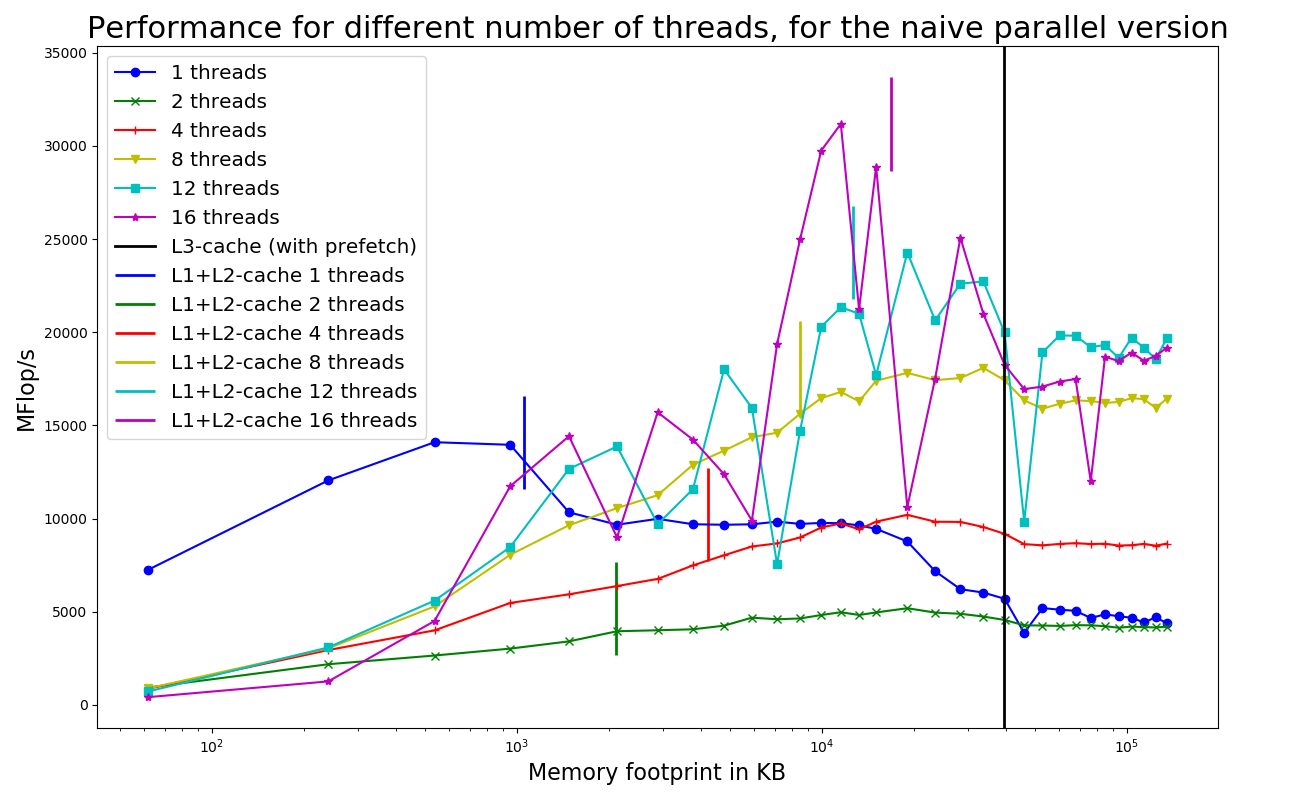 Performance for different number of threads, for the naive parallel version
35000
30000
25000
20000
15000
10000
5000
0
MFlop/s
1 threads
2 threads
4 threads
8 threads
12 threads
16 threads
L3-cache (with prefetch)
L1+L2-cache 1 threads
L1+L2-cache 2 threads
L1+L2-cache 4 threads
L1+L2-cache 8 threads
L1+L2-cache 12 threads
L1+L2-cache 16 threads
10² 10³ 10⁴ 10⁵
Memory footprint in KB